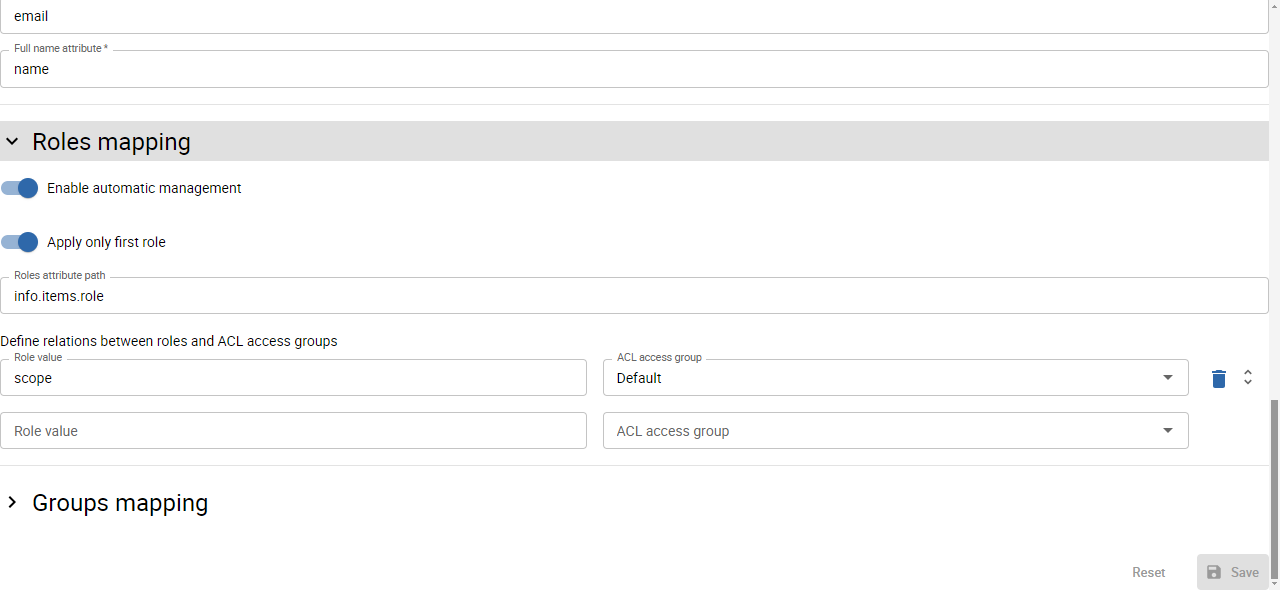 email
Full name attribute *
name
Roles mapping
Enable automatic management
Apply only first role
Roles attribute path
info.items.role
Define relations between roles and ACL access groups
Role value
ACL access group
scope
Default
Role value
ACL access group
Groups mapping
Reset
Save